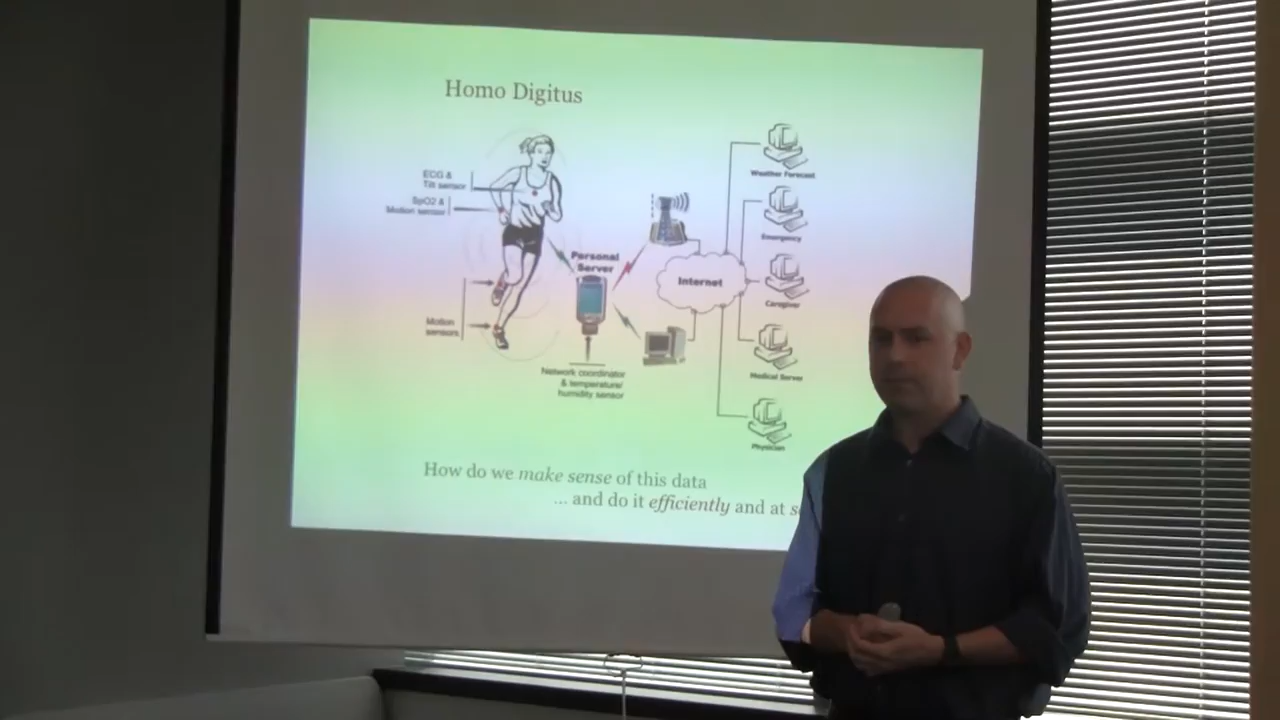 Homo Digitus
ECG &
Tilt sensor
SpO2 &
Motion sensor
Motion
sensors
Personal
Server
Network coordinator
& temperature/
humidity sensor
Internet
Weather Forecast
Emergency
Caregiver
Medical Server
Physician
How do we make sense of this data
... and do it efficiently and at